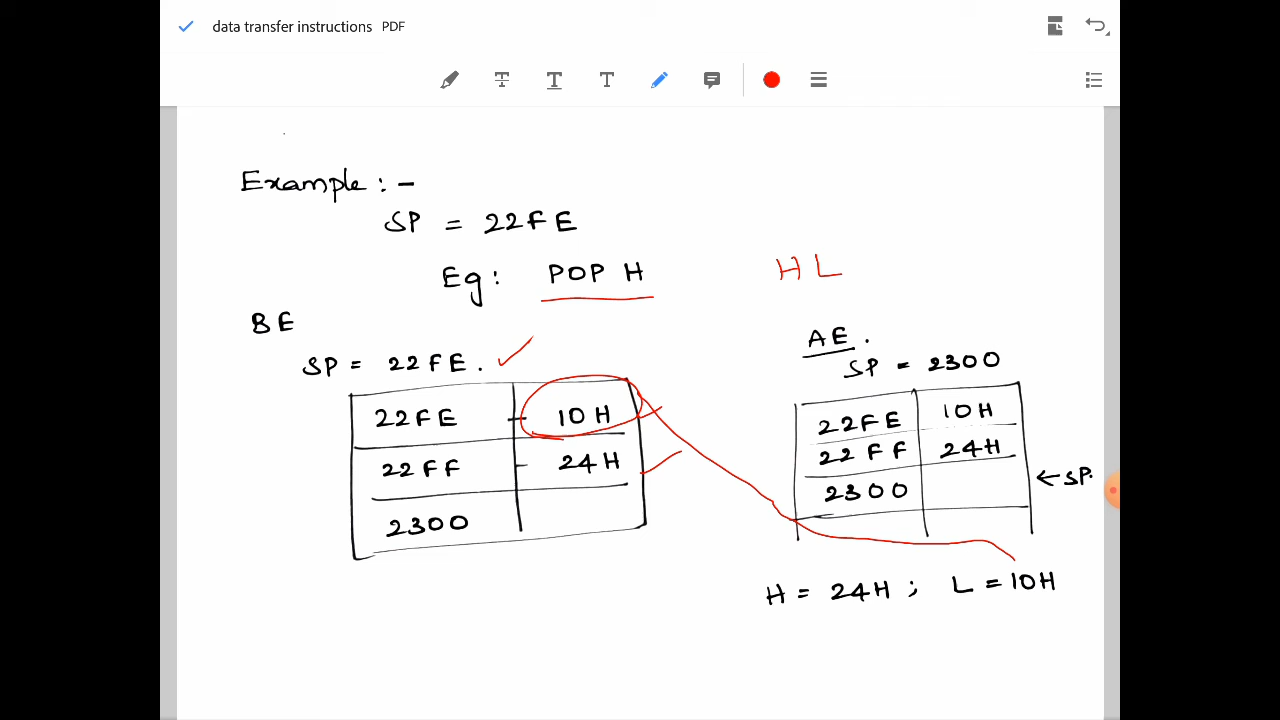 data transfer instructions PDF
Example : -
SP = 22FE
Eg : POP H
H L
BE
SP = 22FE.
22FE - 10H
22FF - 24H
2300
AE.
SP = 2300
22FE 10H
22FF 24H
2300
←SP.
H = 24H ; L = 10H